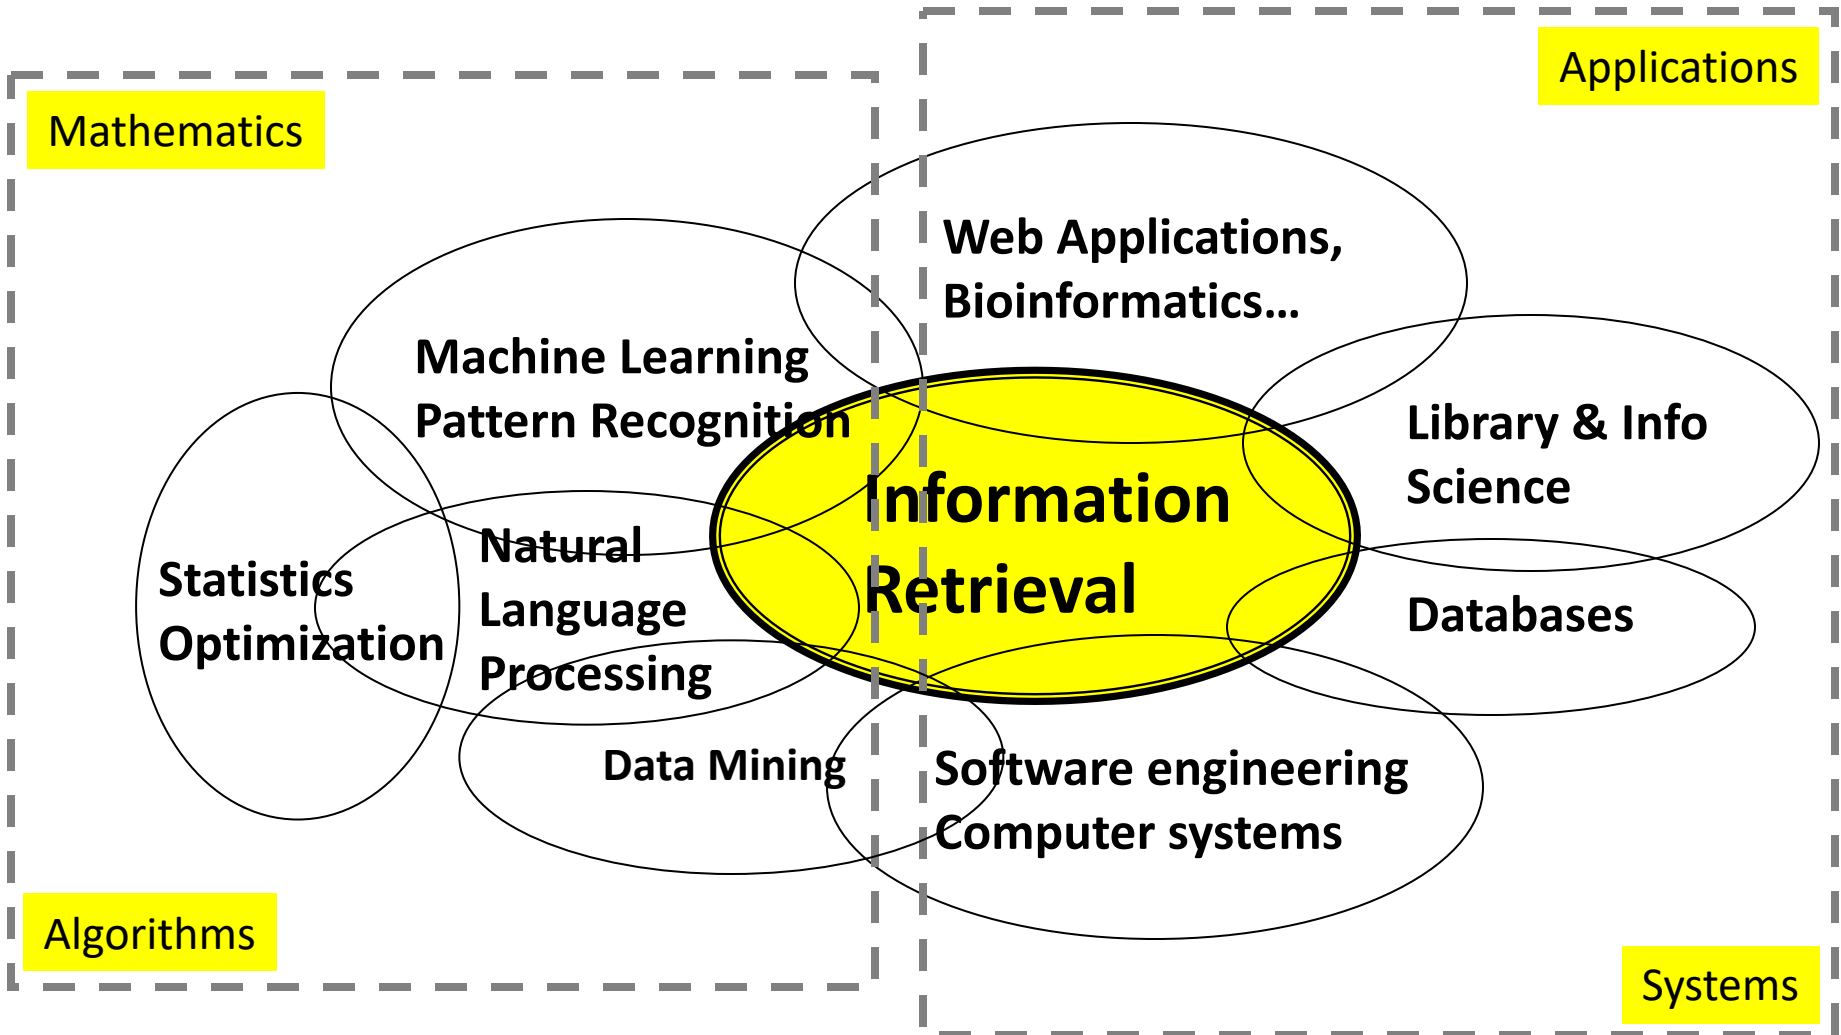 Applications
Mathematics
Web Applications,
Bioinformatics…
Machine Learning
Pattern Recognition
Library & Info
Science
Information
Retrieval
Natural
Language
Processing
Statistics
Optimization
Databases
Data Mining
Software engineering
Computer systems
Algorithms
Systems